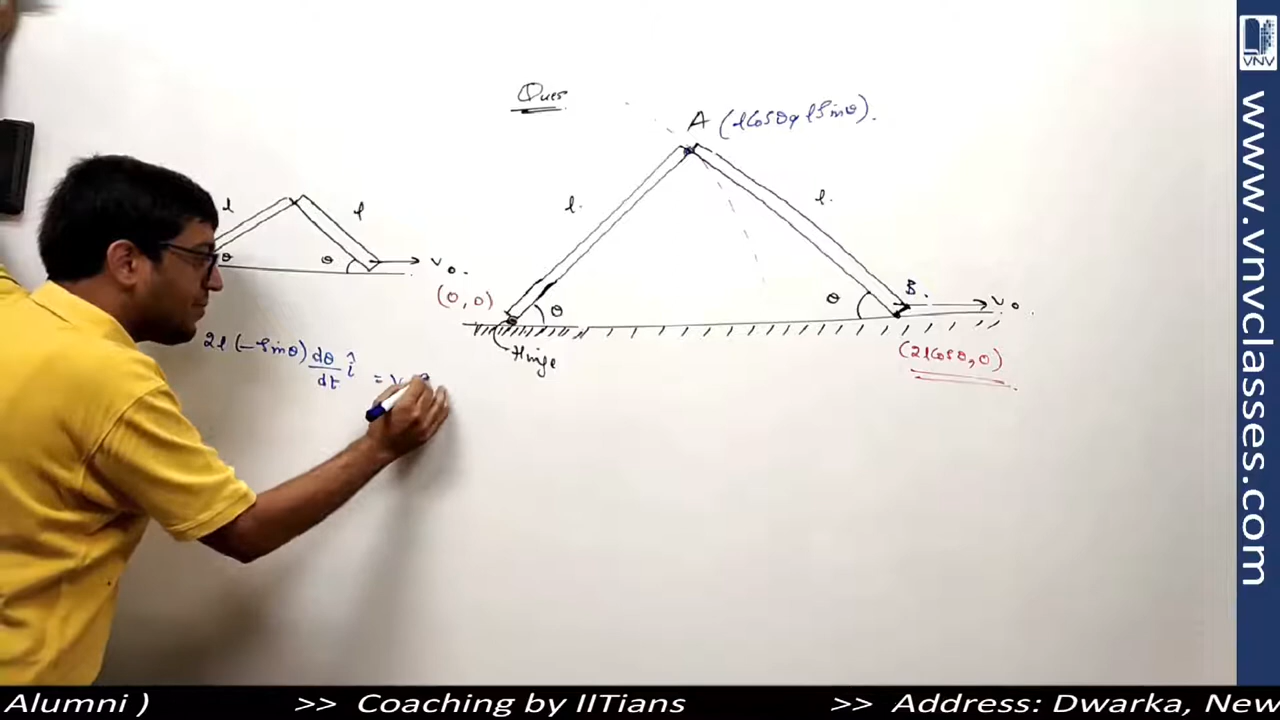 Ques
A (lCosθ, lSinθ).
l
l
l.
l.
θ
θ
v₀.
(0,0)
θ
θ
B.
v₀.
Hinge
(2lCosθ,0)
2l(-Sinθ) dθ/dt î = v
VNV
www.vnvclasses.com
Alumni ) >> Coaching by IITians >> Address: Dwarka, New